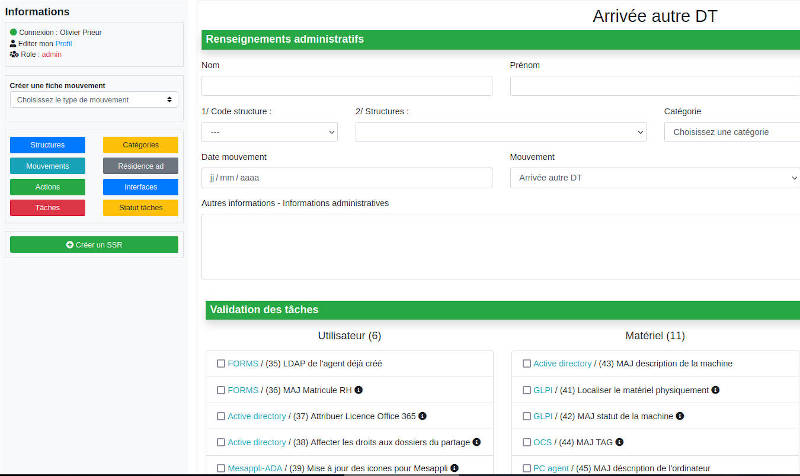 Informations
Connexion : Olivier Prieur
Editer mon Profil
Role : admin
Créer une fiche mouvement
Choisissez le type de mouvement
Structures
Catégories
Mouvements
Résidence ad
Actions
Interfaces
Tâches
Statut tâches
Créer un SSR
Arrivée autre DT
Renseignements administratifs
Nom
Prénom
1/ Code structure :
2/ Structures :
Catégorie
---
Choisissez une catégorie
Date mouvement
Mouvement
jj / mm / aaaa
Arrivée autre DT
Autres informations - Informations administratives
Validation des tâches
Utilisateur (6)
Matériel (11)
FORMS / (35) LDAP de l'agent déjà créé
Active directory / (43) MAJ description de la machine
FORMS / (36) MAJ Matricule RH
GLPI / (41) Localiser le matériel physiquement
Active directory / (37) Attribuer Licence Office 365
GLPI / (42) MAJ statut de la machine
Active directory / (38) Affecter les droits aux dossiers du partage
OCS / (44) MAJ TAG
Mesappli-ADA / (39) Mise à jour des icones pour Mesappli
PC agent / (45) MAJ déscription de l'ordinateur